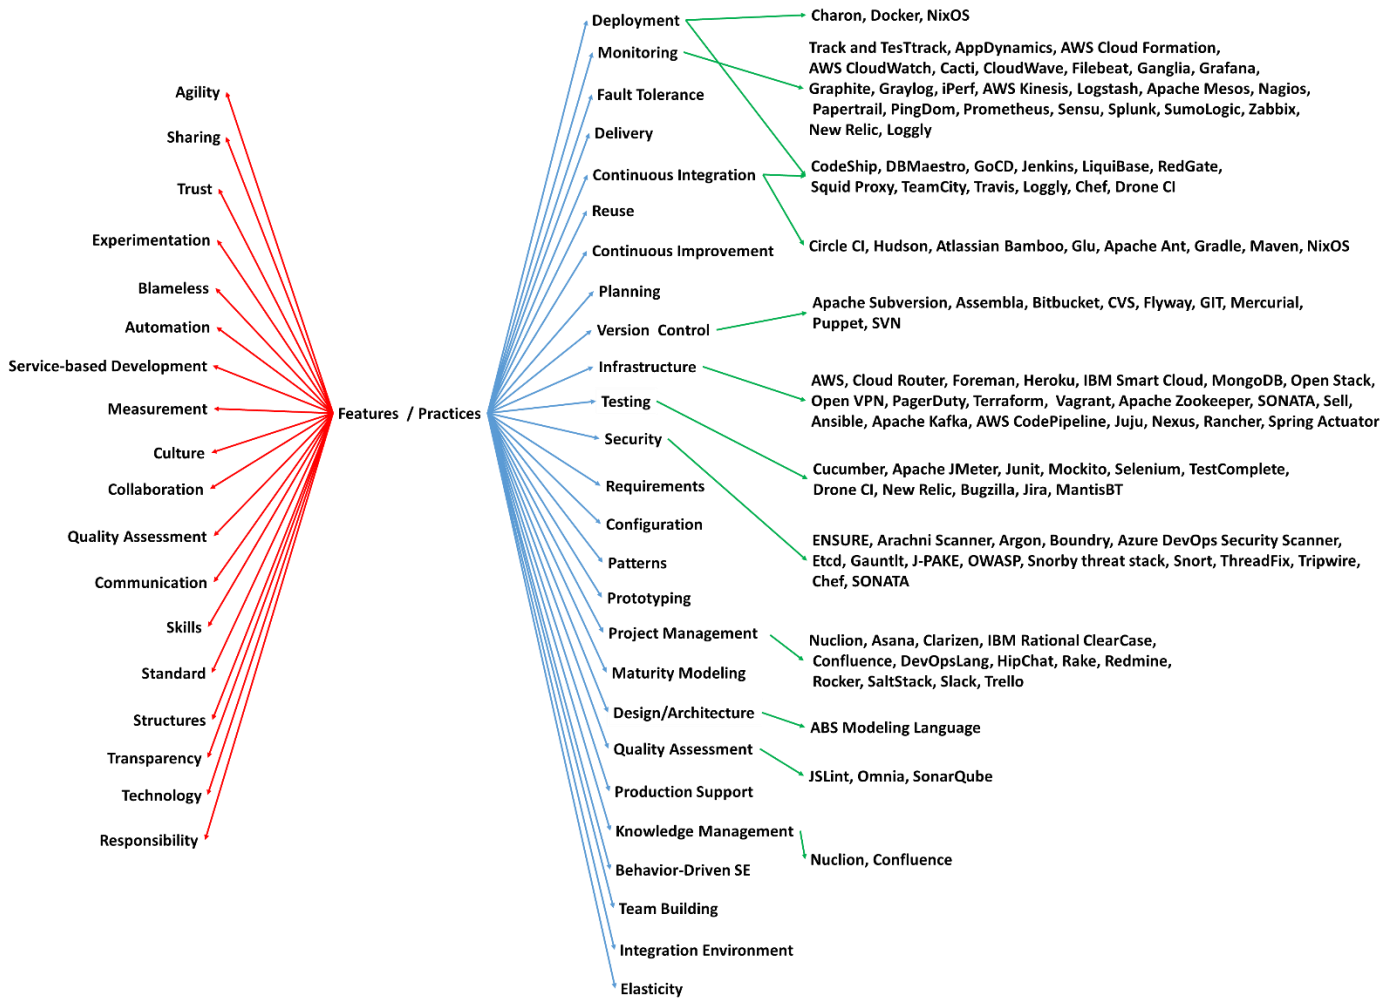 Agility
Sharing
Trust
Experimentation
Blameless
Automation
Service-based Development
Measurement
Culture
Collaboration
Quality Assessment
Communication
Skills
Standard
Structures
Transparency
Technology
Responsibility
Features / Practices
Deployment
Monitoring
Fault Tolerance
Delivery
Continuous Integration
Reuse
Continuous Improvement
Planning
Version Control
Infrastructure
Testing
Security
Requirements
Configuration
Patterns
Prototyping
Project Management
Maturity Modeling
Design/Architecture
Quality Assessment
Production Support
Knowledge Management
Behavior-Driven SE
Team Building
Integration Environment
Elasticity
Charon, Docker, NixOS
Track and TesTtrack, AppDynamics, AWS Cloud Formation,
AWS CloudWatch, Cacti, CloudWave, Filebeat, Ganglia, Grafana,
Graphite, Graylog, iPerf, AWS Kinesis, Logstash, Apache Mesos, Nagios,
Papertrail, PingDom, Prometheus, Sensu, Splunk, SumoLogic, Zabbix,
New Relic, Loggly
CodeShip, DBMaestro, GoCD, Jenkins, LiquiBase, RedGate,
Squid Proxy, TeamCity, Travis, Loggly, Chef, Drone CI
Circle CI, Hudson, Atlassian Bamboo, Glu, Apache Ant, Gradle, Maven, NixOS
Apache Subversion, Assembla, Bitbucket, CVS, Flyway, GIT, Mercurial,
Puppet, SVN
AWS, Cloud Router, Foreman, Heroku, IBM Smart Cloud, MongoDB, Open Stack,
Open VPN, PagerDuty, Terraform, Vagrant, Apache Zookeeper, SONATA, Sell,
Ansible, Apache Kafka, AWS CodePipeline, Juju, Nexus, Rancher, Spring Actuator
Cucumber, Apache JMeter, Junit, Mockito, Selenium, TestComplete,
Drone CI, New Relic, Bugzilla, Jira, MantisBT
ENSURE, Arachni Scanner, Argon, Boundry, Azure DevOps Security Scanner,
Etcd, Gauntlt, J-PAKE, OWASP, Snorby threat stack, Snort, ThreadFix, Tripwire,
Chef, SONATA
Nuclion, Asana, Clarizen, IBM Rational ClearCase,
Confluence, DevOpsLang, HipChat, Rake, Redmine,
Rocker, SaltStack, Slack, Trello
ABS Modeling Language
JSLint, Omnia, SonarQube
Nuclion, Confluence